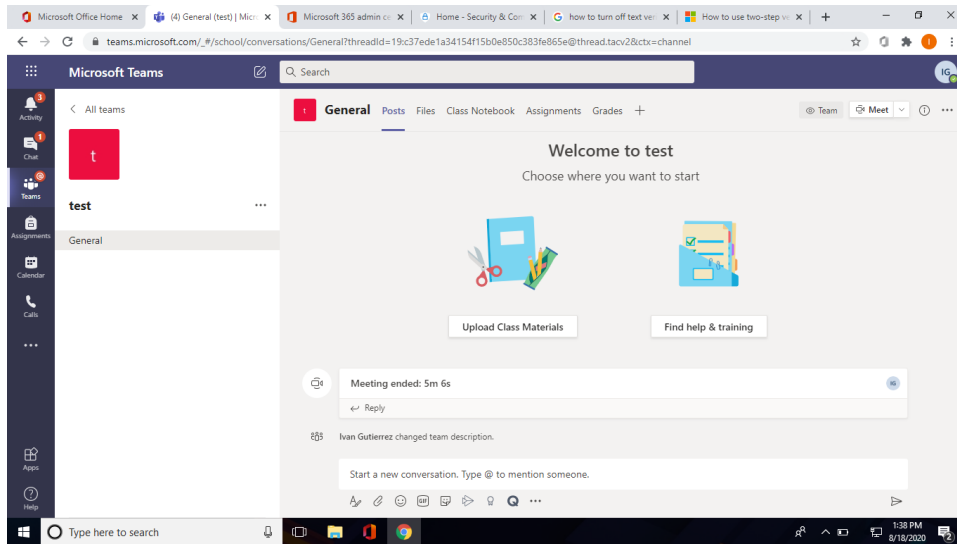 Microsoft Office Home
(4) General (test) | Micr
Microsoft 365 admin ce
Home - Security & Com
how to turn off text ver
How to use two-step ve
teams.microsoft.com/_#/school/conversations/General?threadId=19:c37ede1a34154f15b0e850c383fe865e@thread.tacv2&ctx=channel
I
Microsoft Teams
Search
IG
3
Activity
1
Chat
@
Teams
Assignments
Calendar
Calls
Apps
Help
All teams
t
test
General
t
General
Posts
Files
Class Notebook
Assignments
Grades
Team
Meet
Welcome to test
Choose where you want to start
Upload Class Materials
Find help & training
Meeting ended: 5m 6s
IG
Reply
Ivan Gutierrez changed team description.
Start a new conversation. Type @ to mention someone.
GIF
Type here to search
1:38 PM
8/18/2020
2